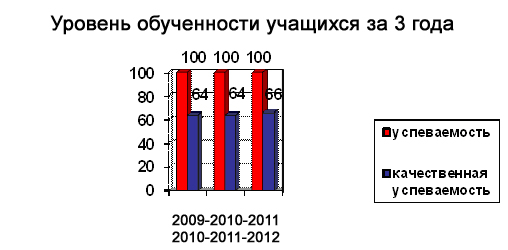 Уровень обученности учащихся за 3 года
100 100 100
100
80
60
40
20
0
64 64 66
2009-2010-2011
2010-2011-2012
успеваемость
качественная
успеваемость